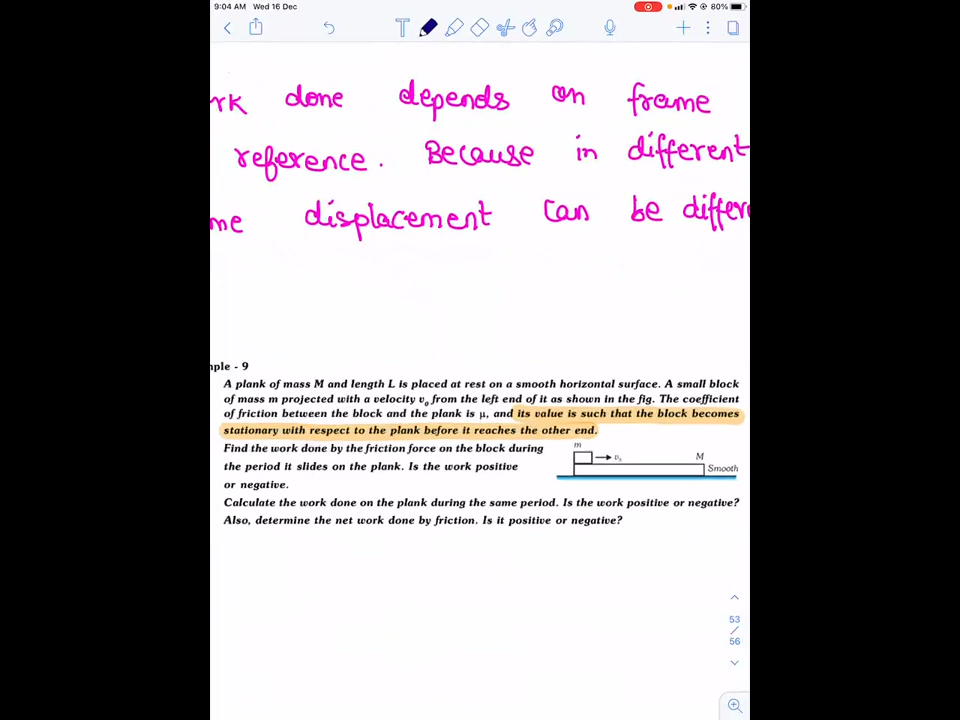 9:04 AM Wed 16 Dec
80%
done depends on frame
reference. Because in different
displacement can be
- 9
A plank of mass M and length L is placed at rest on a smooth horizontal surface. A small block
of mass m projected with a velocity v₀ from the left end of it as shown in the fig. The coefficient
of friction between the block and the plank is μ, and its value is such that the block becomes
stationary with respect to the plank before it reaches the other end.
Find the work done by the friction force on the block during
the period it slides on the plank. Is the work positive
or negative.
m
v₀
M
Smooth
Calculate the work done on the plank during the same period. Is the work positive or negative?
Also, determine the net work done by friction. Is it positive or negative?
53
/
56